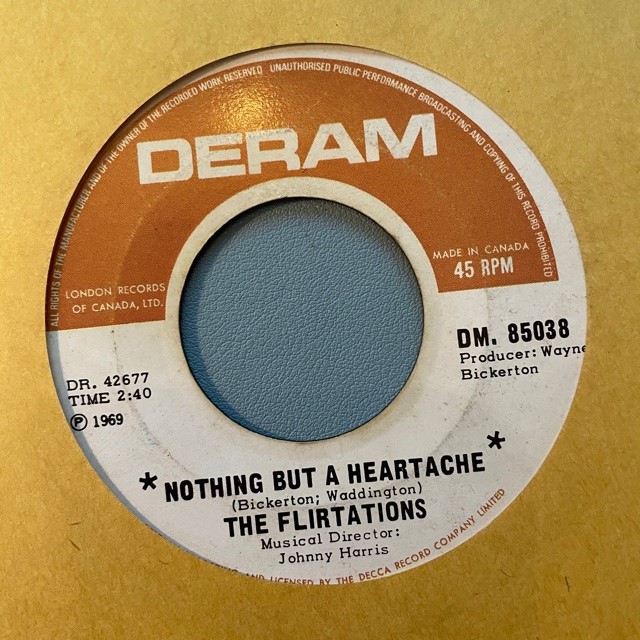 ALL RIGHTS OF THE MANUFACTURER AND OF THE OWNER OF THE RECORDED WORK RESERVED UNAUTHORISED PUBLIC PERFORMANCE BROADCASTING AND COPYING OF THIS RECORD PROHIBITED
DERAM
MADE IN CANADA
45 RPM
LONDON RECORDS
OF CANADA, LTD.
DM. 85038
Producer: Wayne
Bickerton
DR. 42677
TIME 2:40
℗ 1969
* NOTHING BUT A HEARTACHE *
(Bickerton; Waddington)
THE FLIRTATIONS
Musical Director:
Johnny Harris
AND LICENSED BY THE DECCA RECORD COMPANY LIMITED